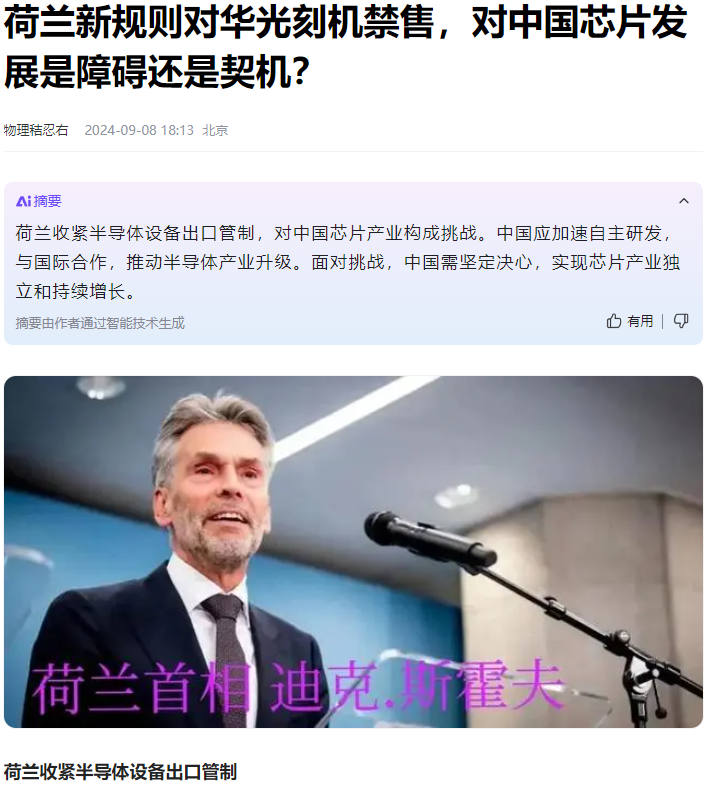 荷兰新规则对华光刻机禁售，对中国芯片发
展是障碍还是契机？
物理秸忍右 2024-09-08 18:13 北京
Ai摘要
荷兰收紧半导体设备出口管制，对中国芯片产业构成挑战。中国应加速自主研发，
与国际合作，推动半导体产业升级。面对挑战，中国需坚定决心，实现芯片产业独
立和持续增长。
摘要由作者通过智能技术生成
有用
荷兰首相 迪克.斯霍夫
荷兰收紧半导体设备出口管制